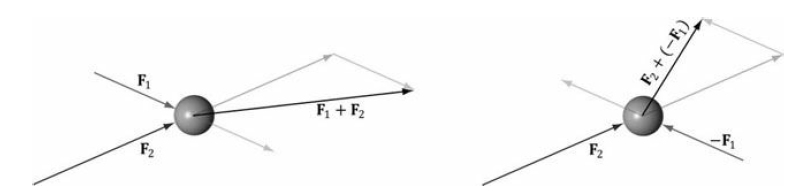 F₁
F₂
F₁ + F₂
F₂ + (−F₁)
F₂
−F₁